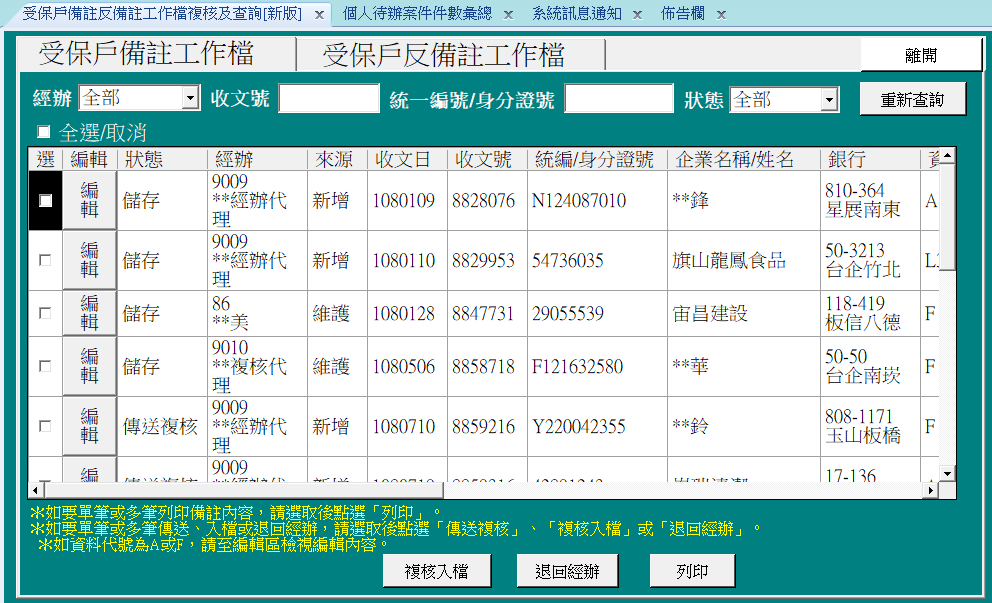 受保戶備註反備註工作檔複核及查詢[新版] x 個人待辦案件件數彙總 x 系統訊息通知 x 佈告欄 x
受保戶備註工作檔 受保戶反備註工作檔 離開
經辦 全部 收文號 統一編號/身分證號 狀態 全部 重新查詢
全選/取消
選 編輯 狀態 經辦 來源 收文日 收文號 統編/身分證號 企業名稱/姓名 銀行
編輯 儲存 9009 **經辦代理 新增 1080109 8828076 N124087010 **鋒 810-364 星展南東 A
編輯 儲存 9009 **經辦代理 新增 1080110 8829953 54736035 旗山龍鳳食品 50-3213 台企竹北
編輯 儲存 86 **美 維護 1080128 8847731 29055539 宙昌建設 118-419 板信八德 F
編輯 儲存 9010 **複核代理 維護 1080506 8858718 F121632580 **華 50-50 台企南崁 F
編輯 傳送複核 9009 **經辦代理 新增 1080710 8859216 Y220042355 **鈴 808-1171 玉山板橋 F
編 9009 17-136
※如要單筆或多筆列印備註內容，請選取後點選「列印」。
※如要單筆或多筆傳送、入檔或退回經辦，請選取後點選「傳送複核」、「複核入檔」或「退回經辦」。
※如資料代號為A或F，請至編輯區檢視編輯內容。
複核入檔 退回經辦 列印